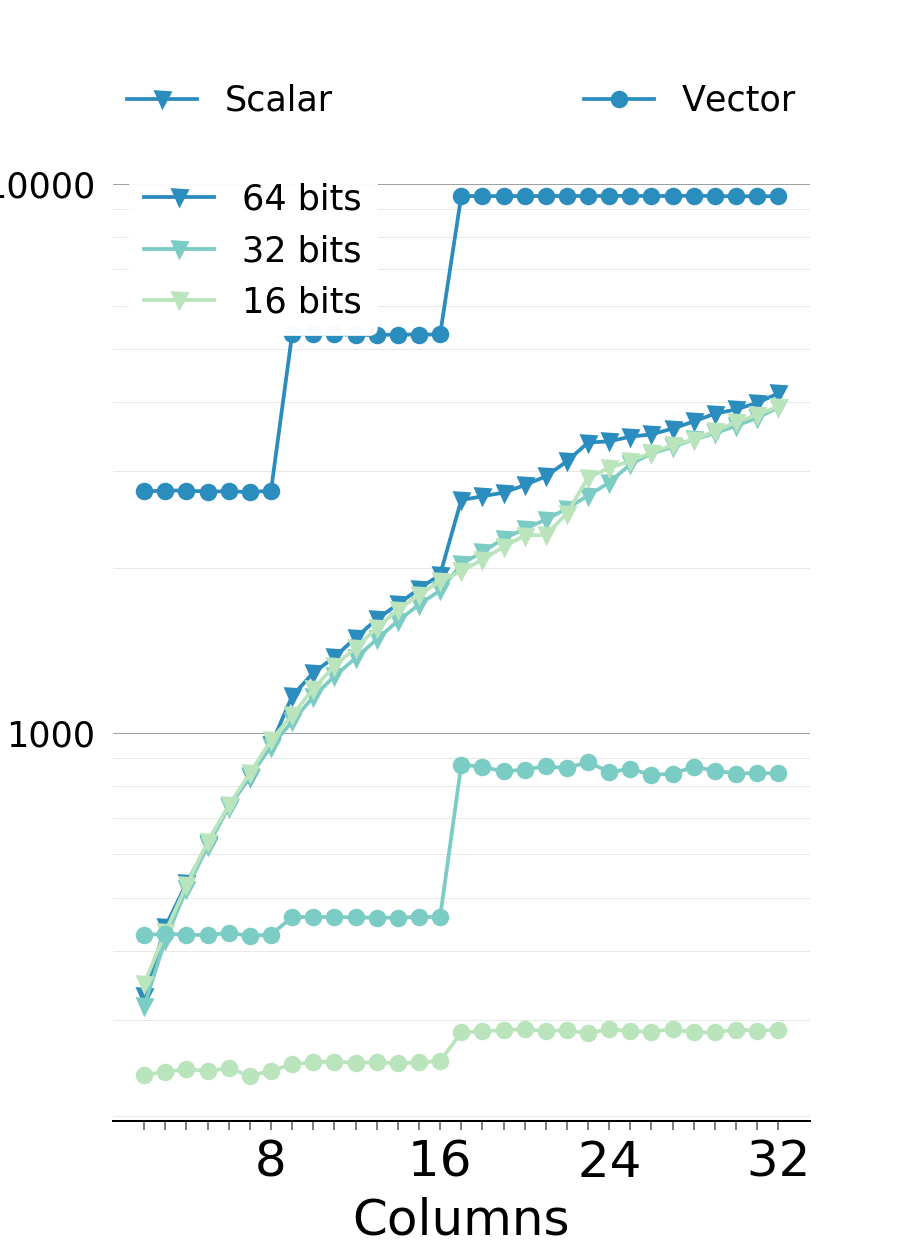 Scalar Vector
10000
64 bits
32 bits
16 bits
1000
8 16 24 32
Columns